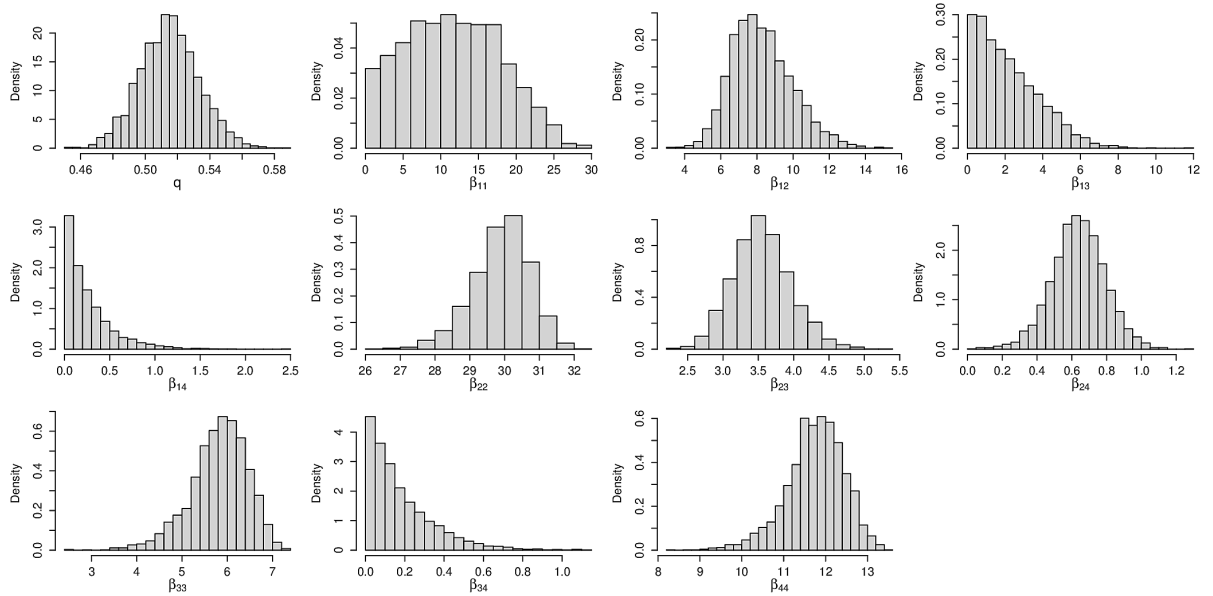 Density
0 5 10 15 20
0.46 0.50 0.54 0.58
q
Density
0.00 0.02 0.04
0 5 10 15 20 25 30
β11
Density
0.00 0.10 0.20
4 6 8 10 12 14 16
β12
Density
0.00 0.10 0.20 0.30
0 2 4 6 8 10 12
β13
Density
0.0 1.0 2.0 3.0
0.0 0.5 1.0 1.5 2.0 2.5
β14
Density
0.0 0.1 0.2 0.3 0.4 0.5
26 27 28 29 30 31 32
β22
Density
0.0 0.4 0.8
2.5 3.0 3.5 4.0 4.5 5.0 5.5
β23
Density
0.0 1.0 2.0
0.0 0.2 0.4 0.6 0.8 1.0 1.2
β24
Density
0.0 0.2 0.4 0.6
3 4 5 6 7
β33
Density
0 1 2 3 4
0.0 0.2 0.4 0.6 0.8 1.0
β34
Density
0.0 0.2 0.4 0.6
8 9 10 11 12 13
β44